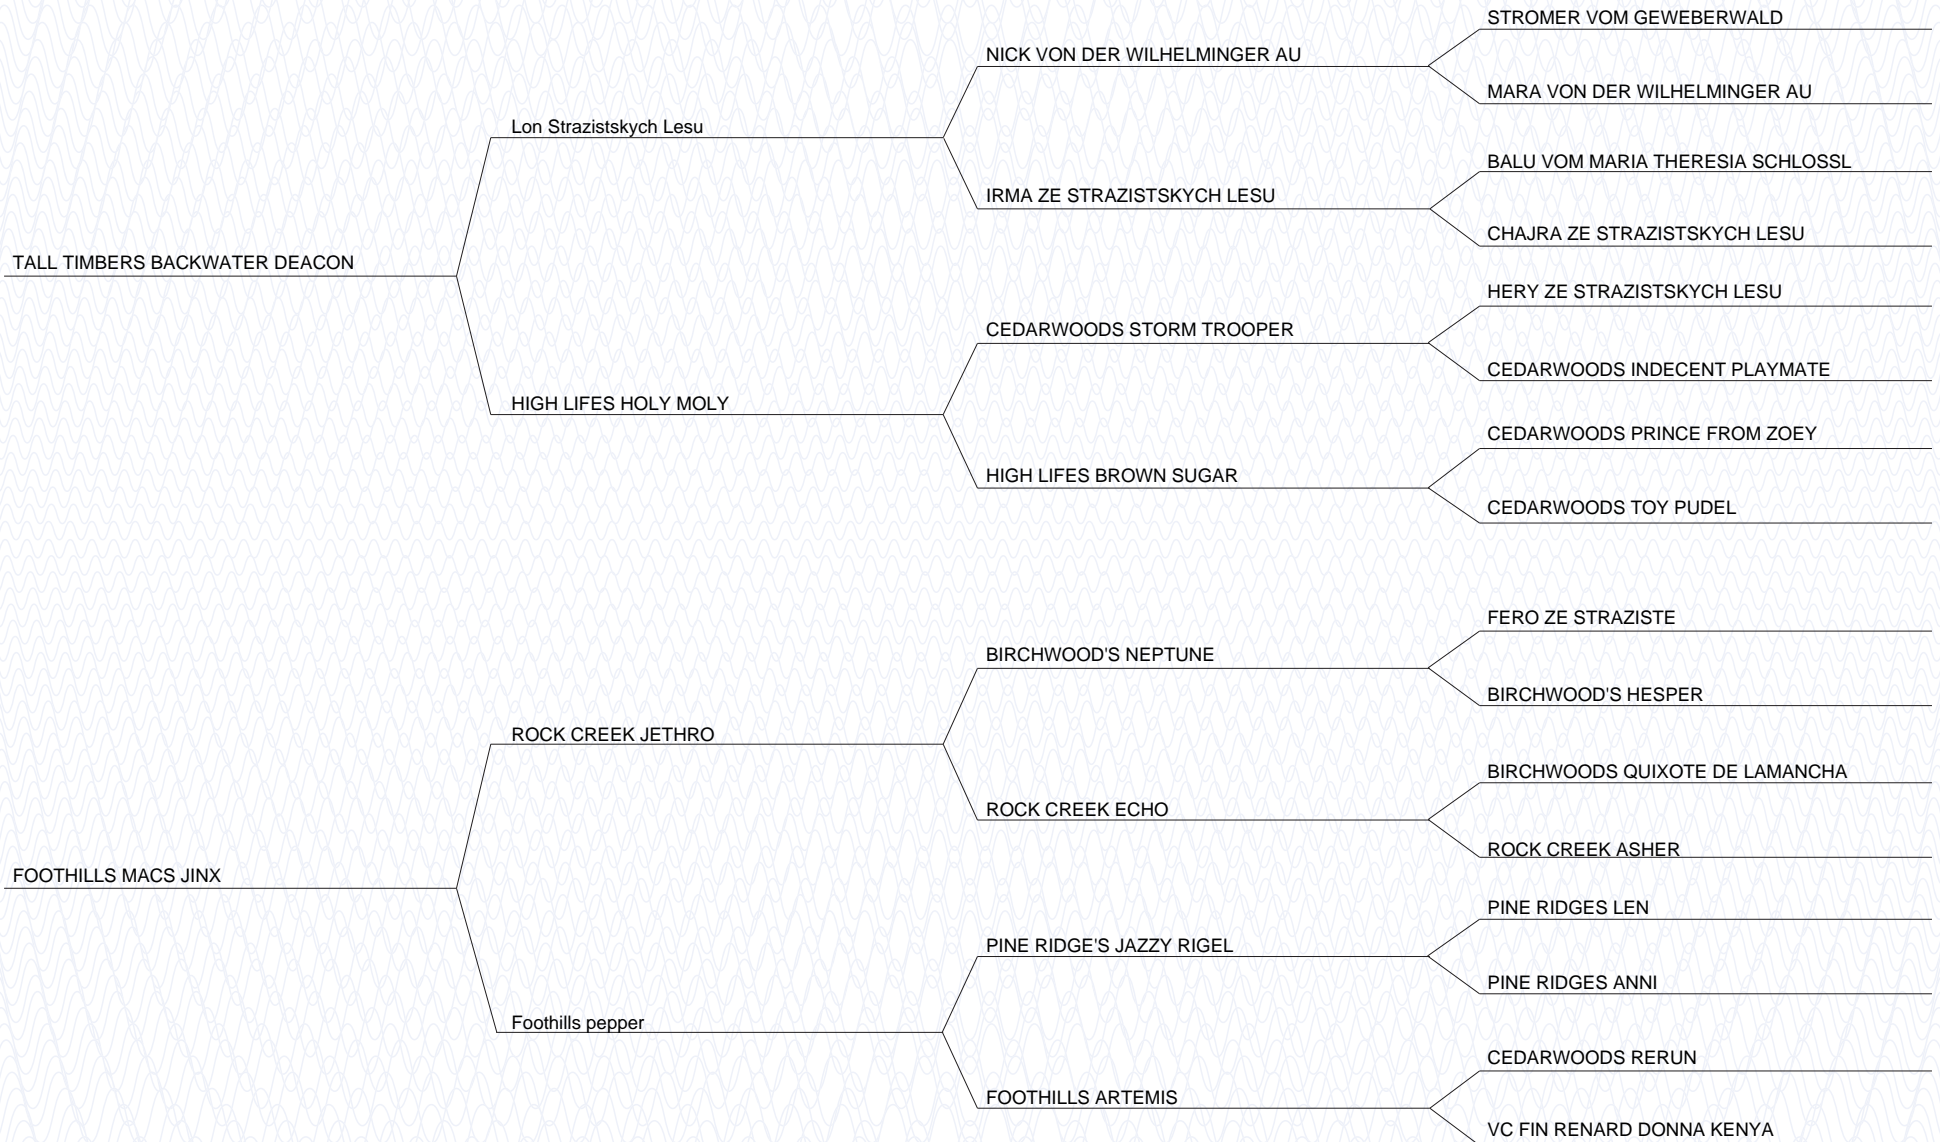 STROMER VOM GEWEBERWALD
NICK VON DER WILHELMINGER AU
MARA VON DER WILHELMINGER AU
Lon Strazistskych Lesu
BALU VOM MARIA THERESIA SCHLOSSL
IRMA ZE STRAZISTSKYCH LESU
CHAJRA ZE STRAZISTSKYCH LESU
TALL TIMBERS BACKWATER DEACON
HERY ZE STRAZISTSKYCH LESU
CEDARWOODS STORM TROOPER
CEDARWOODS INDECENT PLAYMATE
HIGH LIFES HOLY MOLY
CEDARWOODS PRINCE FROM ZOEY
HIGH LIFES BROWN SUGAR
CEDARWOODS TOY PUDEL
FERO ZE STRAZISTE
BIRCHWOOD'S NEPTUNE
BIRCHWOOD'S HESPER
ROCK CREEK JETHRO
BIRCHWOODS QUIXOTE DE LAMANCHA
ROCK CREEK ECHO
ROCK CREEK ASHER
FOOTHILLS MACS JINX
PINE RIDGES LEN
PINE RIDGE'S JAZZY RIGEL
PINE RIDGES ANNI
Foothills pepper
CEDARWOODS RERUN
FOOTHILLS ARTEMIS
VC FIN RENARD DONNA KENYA